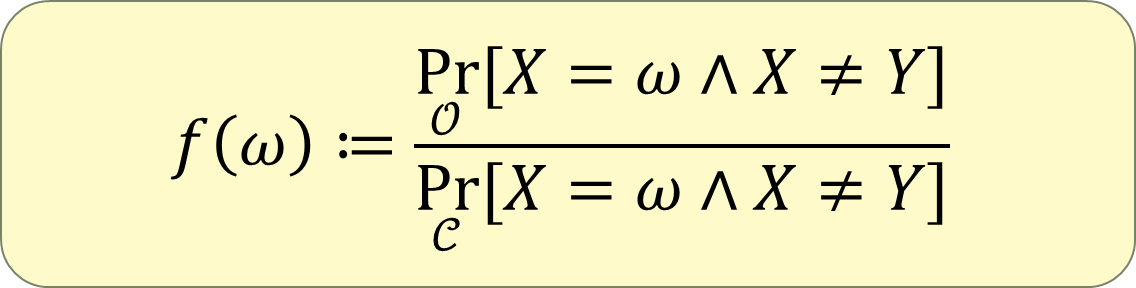 f(ω) ≔ Pr_𝒪[X = ω ∧ X ≠ Y] / Pr_𝒞[X = ω ∧ X ≠ Y]